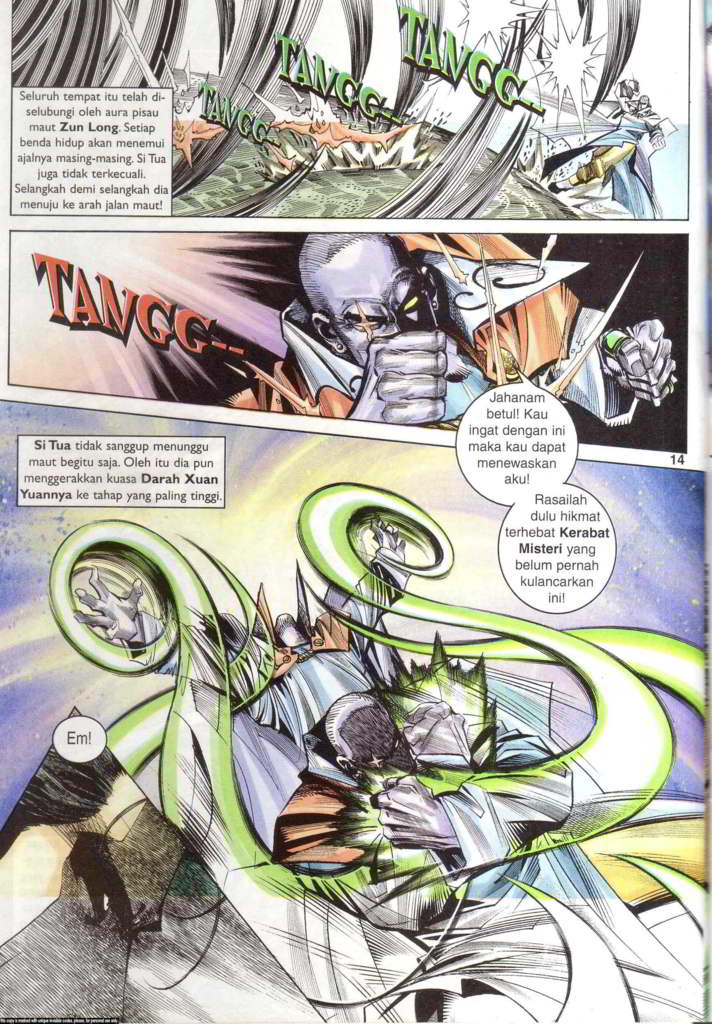 TANGG--
TANGG--
TANGG--
Seluruh tempat itu telah di-
selubungi oleh aura pisau
maut Zun Long. Setiap
benda hidup akan menemui
ajalnya masing-masing. Si Tua
juga tidak terkecuali.
Selangkah demi selangkah dia
menuju ke arah jalan maut!
TANGG--
Jahanam
betul! Kau
ingat dengan ini
maka kau dapat
menewaskan
aku!
14
Si Tua tidak sanggup menunggu
maut begitu saja. Oleh itu dia pun
menggerakkan kuasa Darah Xuan
Yuannya ke tahap yang paling tinggi.
Rasailah
dulu hikmat
terhebat Kerabat
Misteri yang
belum pernah
kulancarkan
ini!
Em!